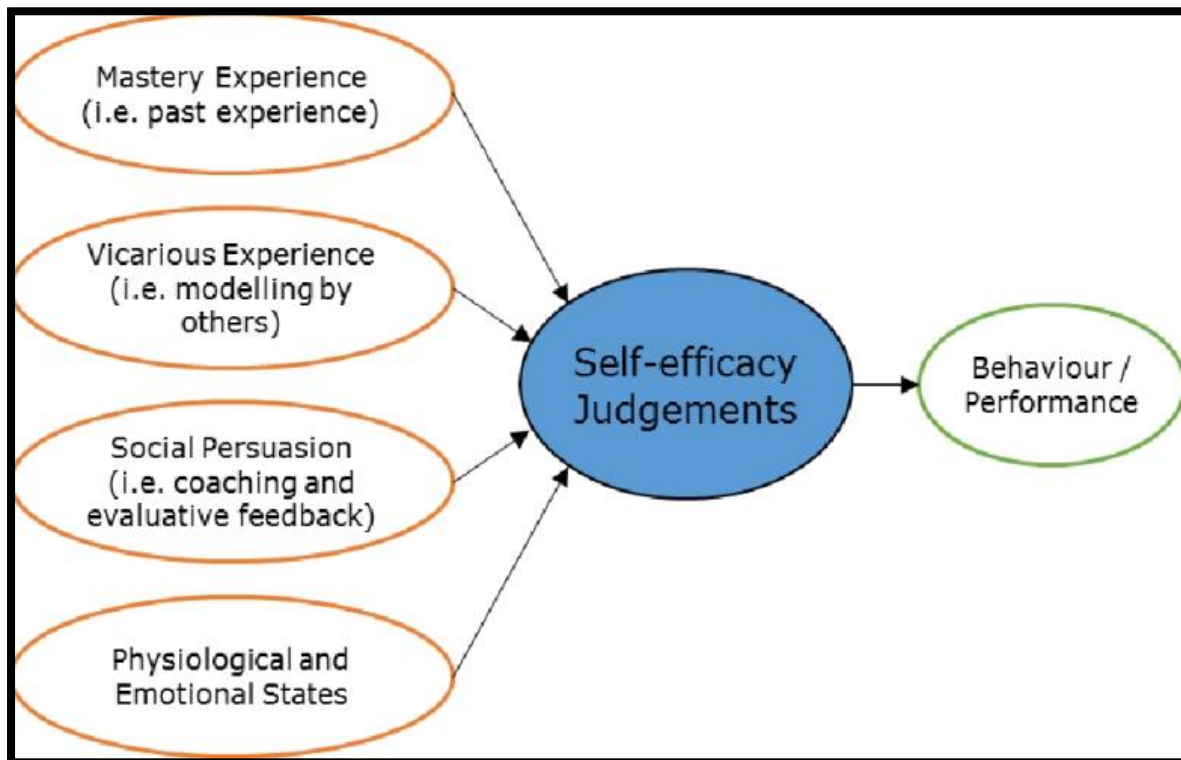 Mastery Experience
(i.e. past experience)
Vicarious Experience
(i.e. modelling by
others)
Social Persuasion
(i.e. coaching and
evaluative feedback)
Physiological and
Emotional States
Self-efficacy
Judgements
Behaviour /
Performance